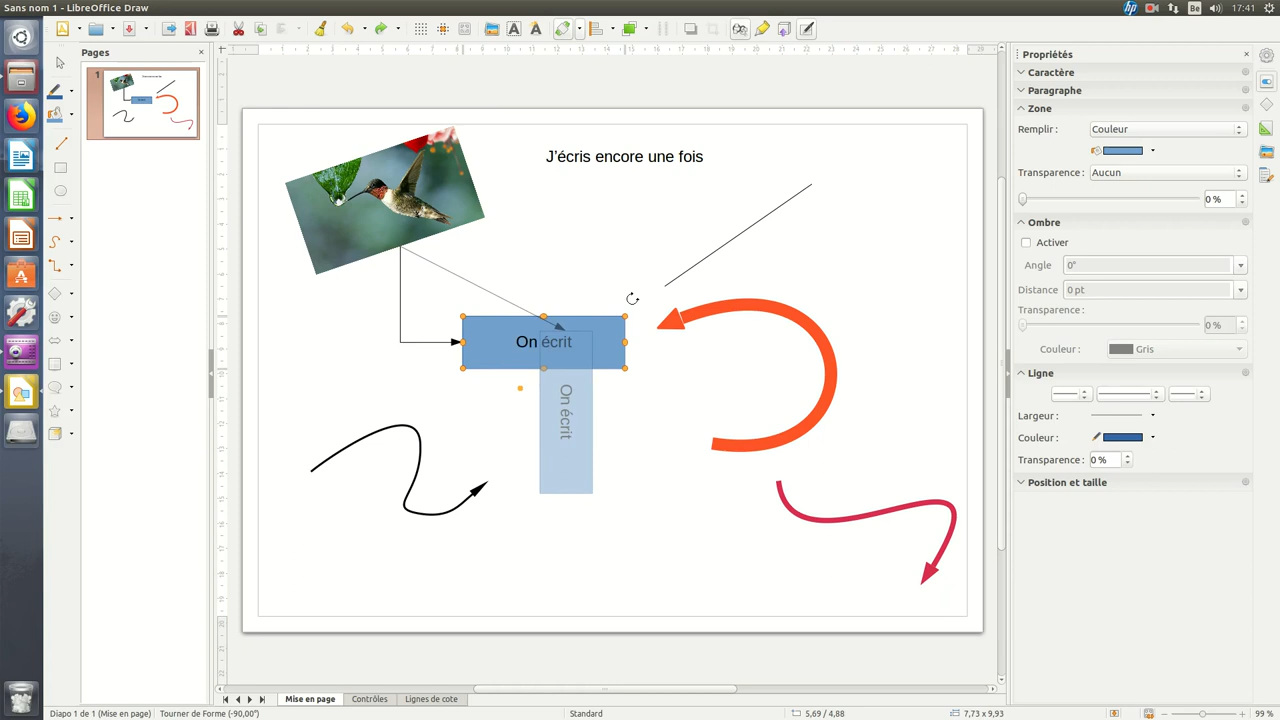 Sans nom 1 - LibreOffice Draw
hp
Be
17:41
Pages
1
J'écris encore une fois
On écrit
On écrit
Propriétés
Caractère
Paragraphe
Zone
Remplir :
Couleur
Transparence :
Aucun
0 %
Ombre
Activer
Angle
0°
Distance
0 pt
Transparence :
0 %
Couleur :
Gris
Ligne
Largeur :
Couleur :
Transparence :
0 %
Position et taille
Mise en page
Contrôles
Lignes de cote
Diapo 1 de 1 (Mise en page)
Tourner de Forme (-90,00°)
Standard
5,69 / 4,88
7,73 x 9,93
99 %